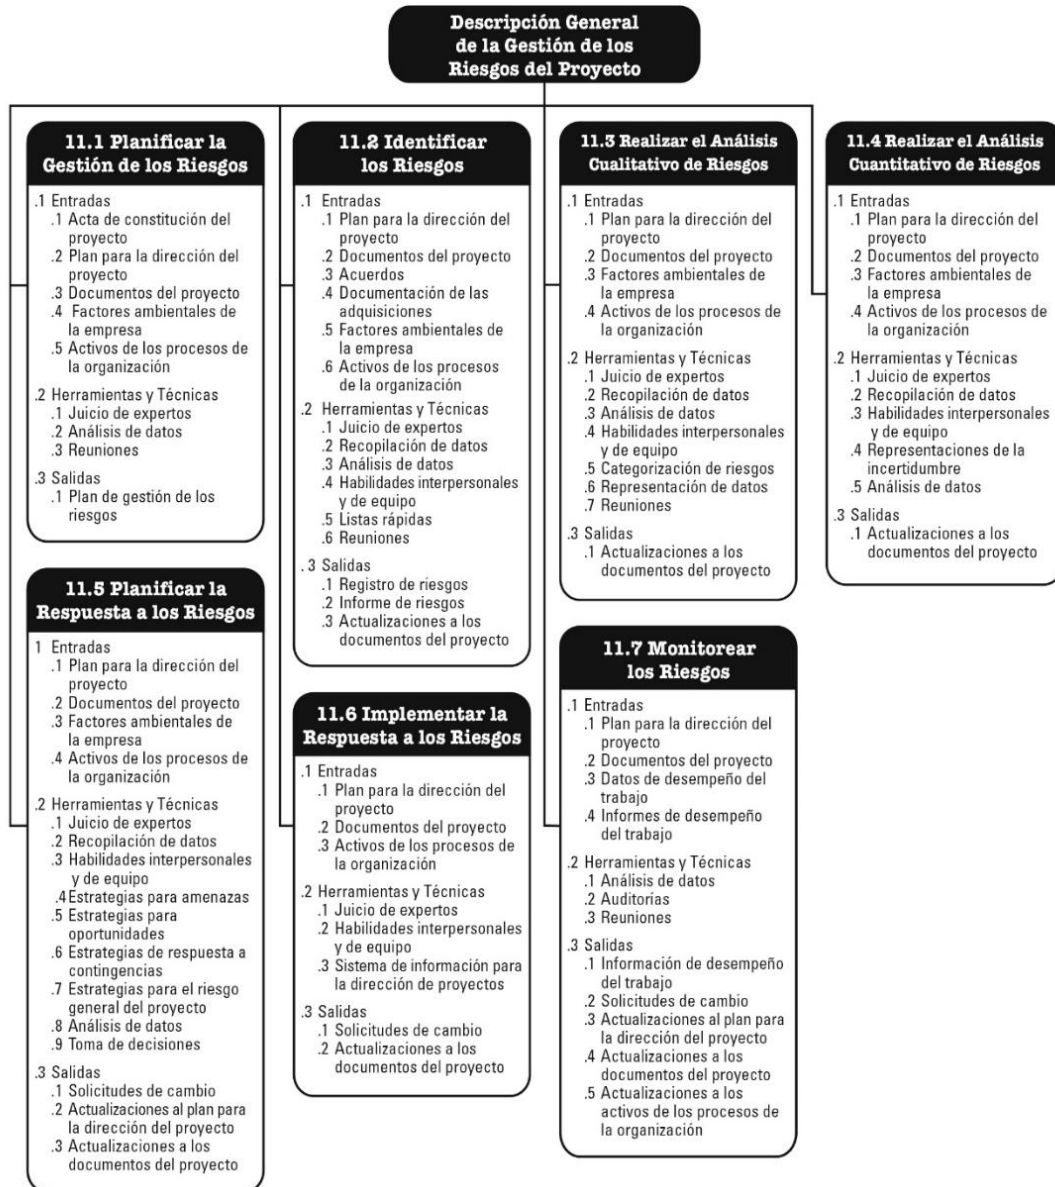 Descripción General
de la Gestión de los
Riesgos del Proyecto
11.1 Planificar la
Gestión de los Riesgos
.1 Entradas
.1 Acta de constitución del
proyecto
.2 Plan para la dirección del
proyecto
.3 Documentos del proyecto
.4 Factores ambientales de
la empresa
.5 Activos de los procesos de
la organización
.2 Herramientas y Técnicas
.1 Juicio de expertos
.2 Análisis de datos
.3 Reuniones
.3 Salidas
.1 Plan de gestión de los
riesgos
11.2 Identificar
los Riesgos
.1 Entradas
.1 Plan para la dirección del
proyecto
.2 Documentos del proyecto
.3 Acuerdos
.4 Documentación de las
adquisiciones
.5 Factores ambientales de
la empresa
.6 Activos de los procesos
de la organización
.2 Herramientas y Técnicas
.1 Juicio de expertos
.2 Recopilación de datos
.3 Análisis de datos
.4 Habilidades interpersonales
y de equipo
.5 Listas rápidas
.6 Reuniones
.3 Salidas
.1 Registro de riesgos
.2 Informe de riesgos
.3 Actualizaciones a los
documentos del proyecto
11.3 Realizar el Análisis
Cualitativo de Riesgos
.1 Entradas
.1 Plan para la dirección del
proyecto
.2 Documentos del proyecto
.3 Factores ambientales de
la empresa
.4 Activos de los procesos de
la organización
.2 Herramientas y Técnicas
.1 Juicio de expertos
.2 Recopilación de datos
.3 Análisis de datos
.4 Habilidades interpersonales
y de equipo
.5 Categorización de riesgos
.6 Representación de datos
.7 Reuniones
.3 Salidas
.1 Actualizaciones a los
documentos del proyecto
11.4 Realizar el Análisis
Cuantitativo de Riesgos
.1 Entradas
.1 Plan para la dirección del
proyecto
.2 Documentos del proyecto
.3 Factores ambientales de
la empresa
.4 Activos de los procesos de
la organización
.2 Herramientas y Técnicas
.1 Juicio de expertos
.2 Recopilación de datos
.3 Habilidades interpersonales
y de equipo
.4 Representaciones de la
incertidumbre
.5 Análisis de datos
.3 Salidas
.1 Actualizaciones a los
documentos del proyecto
11.5 Planificar la
Respuesta a los Riesgos
1 Entradas
.1 Plan para la dirección del
proyecto
.2 Documentos del proyecto
.3 Factores ambientales de
la empresa
.4 Activos de los procesos de
la organización
.2 Herramientas y Técnicas
.1 Juicio de expertos
.2 Recopilación de datos
.3 Habilidades interpersonales
y de equipo
.4 Estrategias para amenazas
.5 Estrategias para
oportunidades
.6 Estrategias de respuesta a
contingencias
.7 Estrategias para el riesgo
general del proyecto
.8 Análisis de datos
.9 Toma de decisiones
.3 Salidas
.1 Solicitudes de cambio
.2 Actualizaciones al plan para
la dirección del proyecto
.3 Actualizaciones a los
documentos del proyecto
11.6 Implementar la
Respuesta a los Riesgos
.1 Entradas
.1 Plan para la dirección del
proyecto
.2 Documentos del proyecto
.3 Activos de los procesos de
la organización
.2 Herramientas y Técnicas
.1 Juicio de expertos
.2 Habilidades interpersonales
y de equipo
.3 Sistema de información para
la dirección de proyectos
.3 Salidas
.1 Solicitudes de cambio
.2 Actualizaciones a los
documentos del proyecto
11.7 Monitorear
los Riesgos
.1 Entradas
.1 Plan para la dirección del
proyecto
.2 Documentos del proyecto
.3 Datos de desempeño del
trabajo
.4 Informes de desempeño
del trabajo
.2 Herramientas y Técnicas
.1 Análisis de datos
.2 Auditorías
.3 Reuniones
.3 Salidas
.1 Información de desempeño
del trabajo
.2 Solicitudes de cambio
.3 Actualizaciones al plan para
la dirección del proyecto
.4 Actualizaciones a los
documentos del proyecto
.5 Actualizaciones a los
activos de los procesos de la
organización